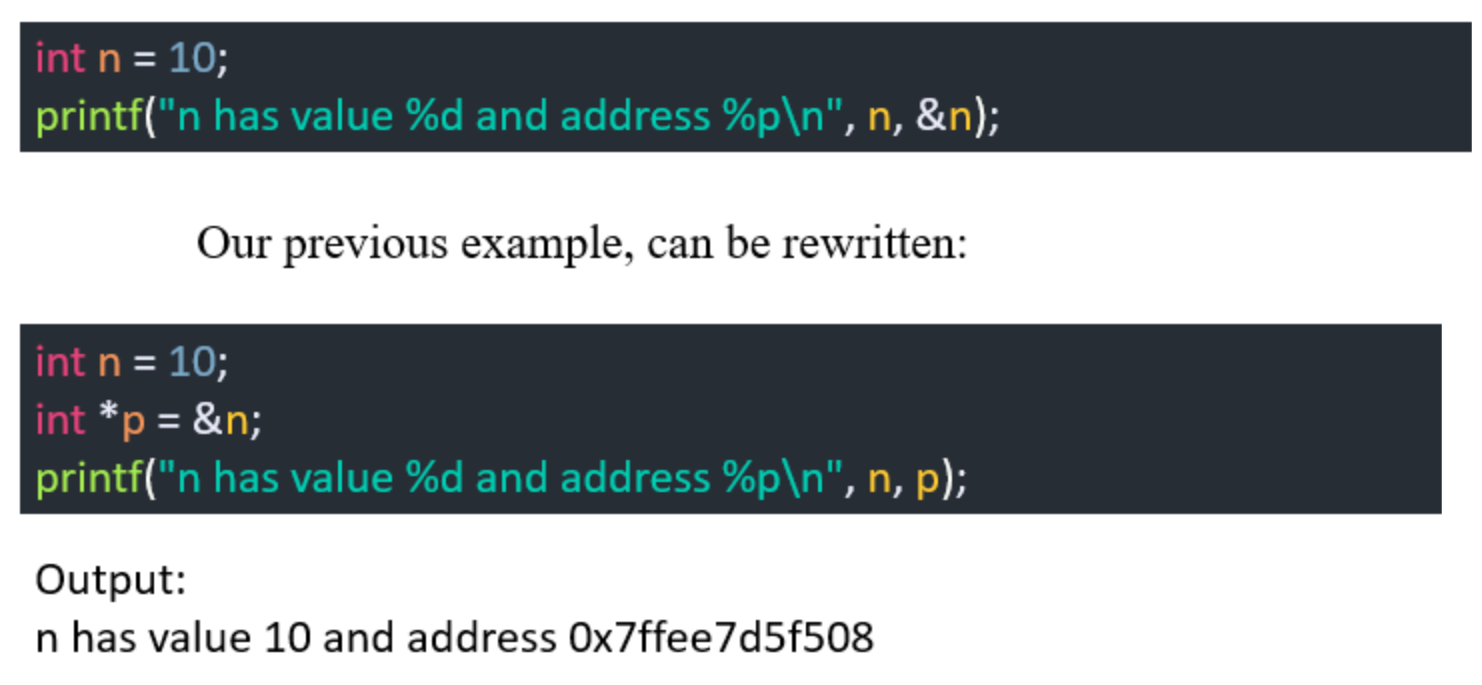 int n = 10;
printf("n has value %d and address %p\n", n, &n);
Our previous example, can be rewritten:
int n = 10;
int *p = &n;
printf("n has value %d and address %p\n", n, p);
Output:
n has value 10 and address 0x7ffee7d5f508